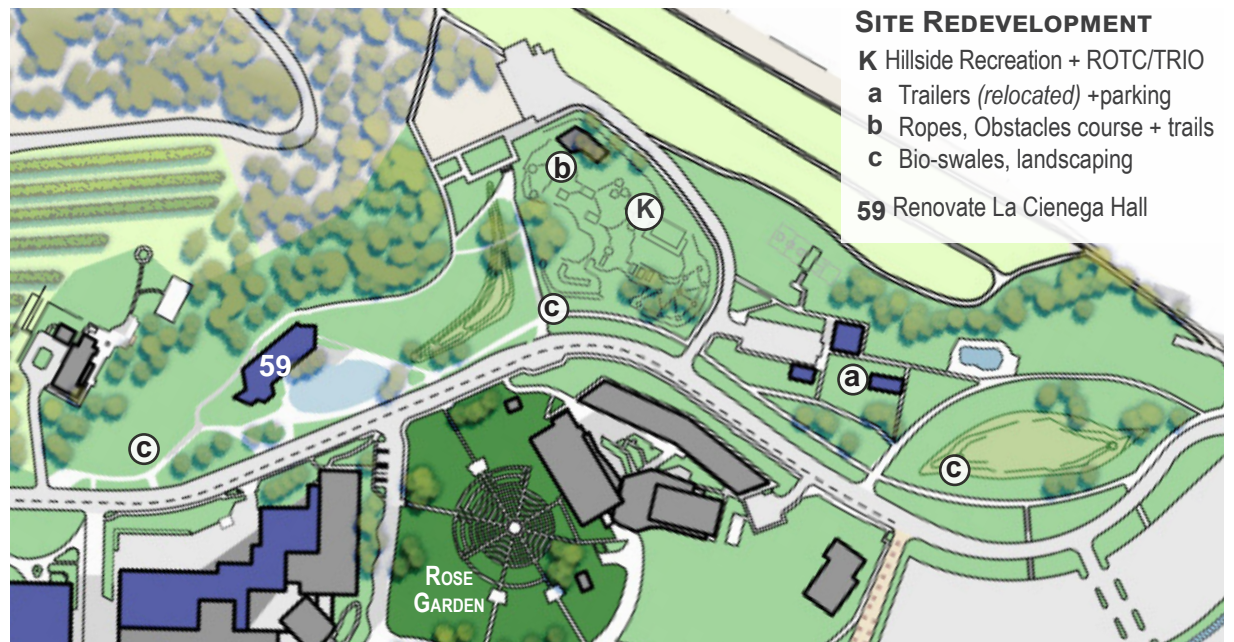 SITE REDEVELOPMENT
K Hillside Recreation + ROTC/TRIO
a Trailers (relocated) +parking
b Ropes, Obstacles course + trails
c Bio-swales, landscaping
59 Renovate La Cienega Hall
b
K
c
59
a
c
c
ROSE
GARDEN